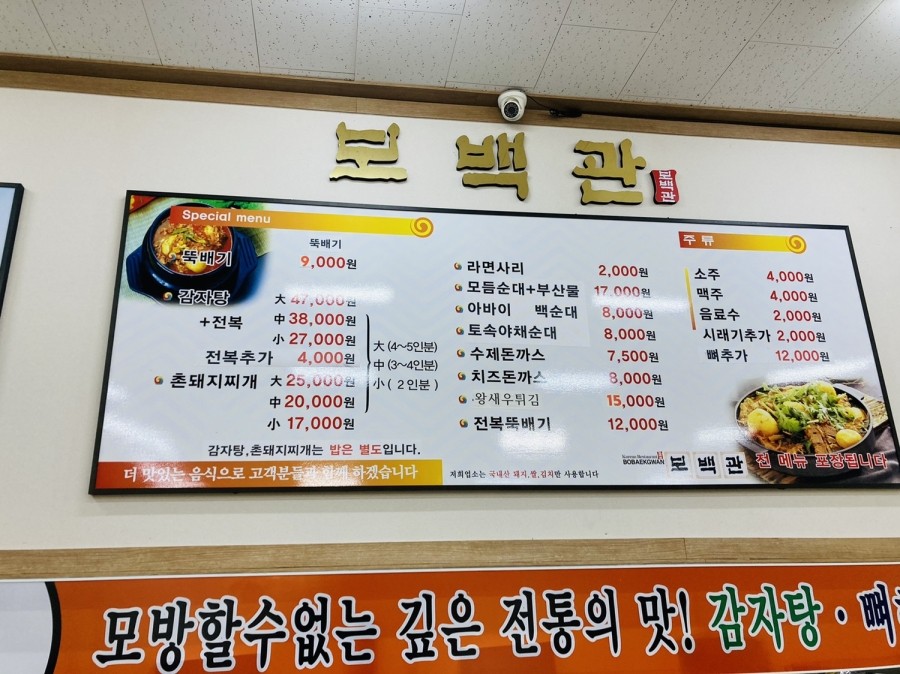 보백관
보백관
Special menu
뚝배기
뚝배기 9,000원
감자탕 大 47,000원
+전복 中 38,000원
小 27,000원
전복추가 4,000원
大 (4~5인분)
中 (3~4인분)
小 ( 2 인분 )
촌돼지찌개 大 25,000원
中 20,000원
小 17,000원
감자탕,촌돼지찌개는 밥은 별도입니다.
더 맛있는 음식으로 고객분들과 함께 하겠습니다
라면사리 2,000원
모듬순대+부산물 17,000원
아바이 백순대 8,000원
토속야채순대 8,000원
수제돈까스 7,500원
치즈돈까스 8,000원
왕새우튀김 15,000원
전복뚝배기 12,000원
저희업소는 국내산 돼지,쌀,김치만 사용합니다
주 류
소주 4,000원
맥주 4,000원
음료수 2,000원
시래기추가 2,000원
뼈추가 12,000원
Korean Restaurant
BOBAEKGWAN
보백관
전 메뉴 포장됩니다
모방할수없는 깊은 전통의 맛! 감자탕 · 뼈